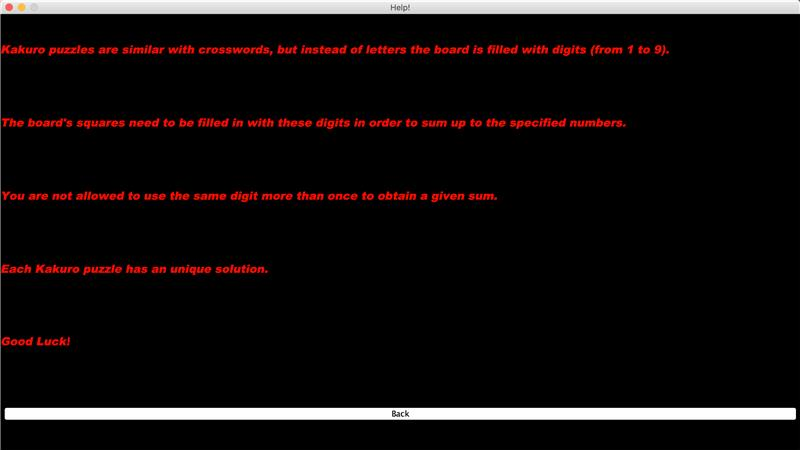 Help!
Kakuro puzzles are similar with crosswords, but instead of letters the board is filled with digits (from 1 to 9).
The board's squares need to be filled in with these digits in order to sum up to the specified numbers.
You are not allowed to use the same digit more than once to obtain a given sum.
Each Kakuro puzzle has an unique solution.
Good Luck!
Back